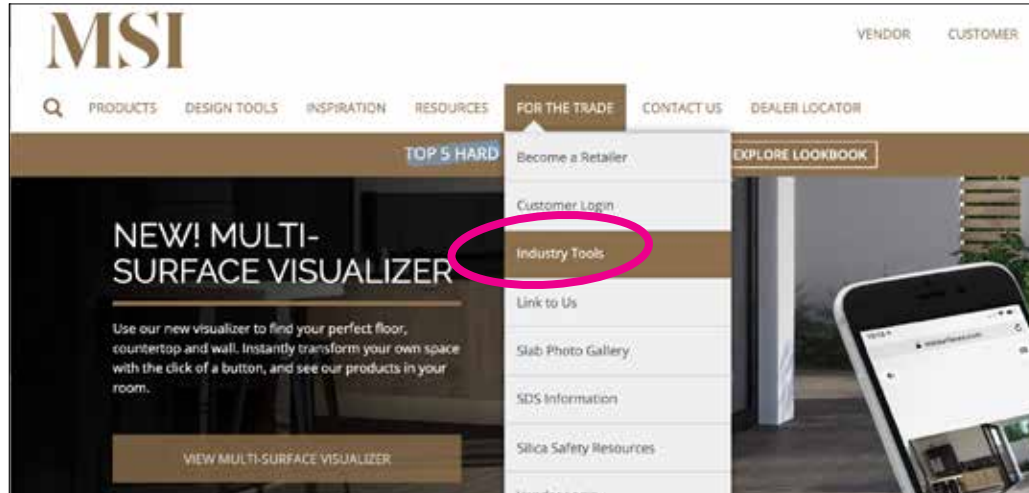 MSI
VENDOR CUSTOMER
PRODUCTS DESIGN TOOLS INSPIRATION RESOURCES FOR THE TRADE CONTACT US DEALER LOCATOR
TOP 5 HARD
EXPLORE LOOKBOOK
Become a Retailer
Customer Login
Industry Tools
Link to Us
Slab Photo Gallery
SDS Information
Silica Safety Resources
NEW! MULTI-
SURFACE VISUALIZER
Use our new visualizer to find your perfect floor,
countertop and wall. Instantly transform your own space
with the click of a button, and see our products in your
room.
VIEW MULTI-SURFACE VISUALIZER